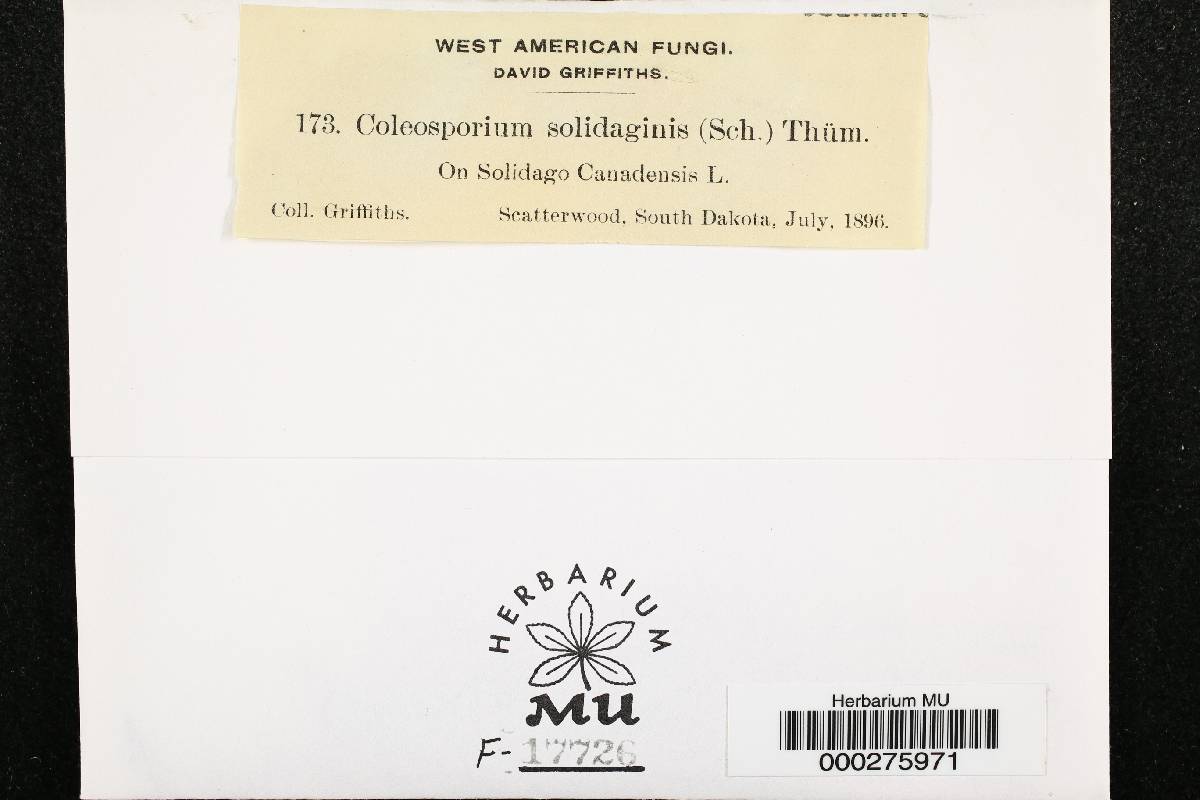 WEST AMERICAN FUNGI.
DAVID GRIFFITHS.
173. Coleosporium solidaginis (Sch.) Thüm.
On Solidago Canadensis L.
Coll. Griffiths. Scatterwood, South Dakota, July, 1896.
HERBARIUM
MU
F-17726
Herbarium MU
000275971